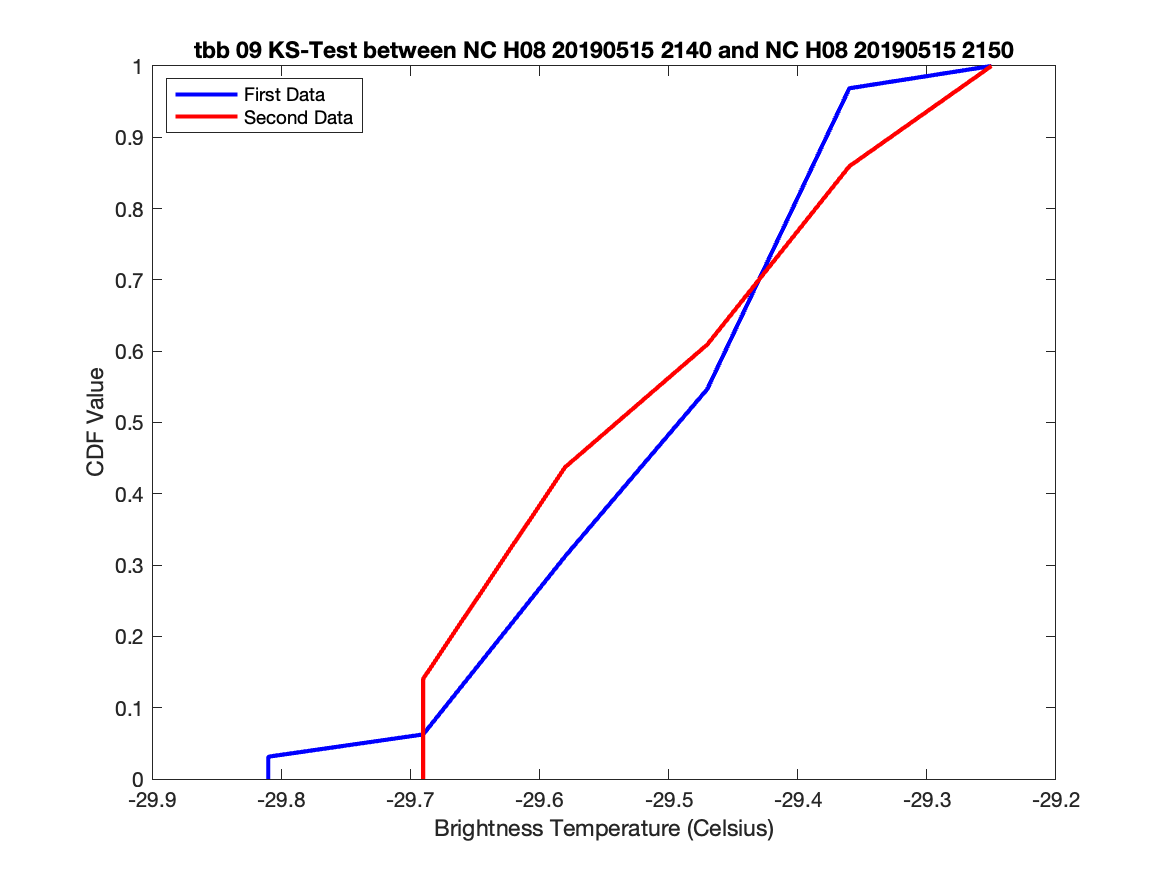 tbb 09 KS-Test between NC H08 20190515 2140 and NC H08 20190515 2150
First Data
Second Data
1
0.9
0.8
0.7
0.6
0.5
0.4
0.3
0.2
0.1
0
CDF Value
-29.9 -29.8 -29.7 -29.6 -29.5 -29.4 -29.3 -29.2
Brightness Temperature (Celsius)